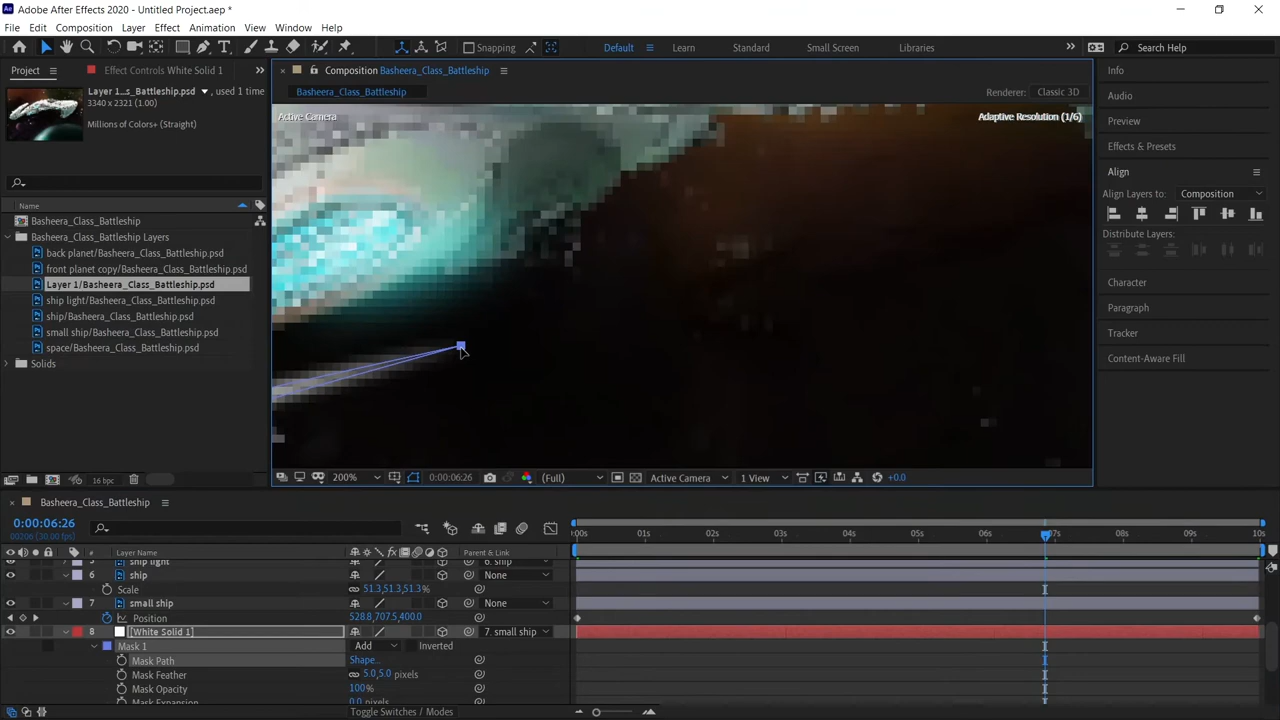 Adobe After Effects 2020 - Untitled Project.aep *
File Edit Composition Layer Effect Animation View Window Help
Snapping Default Learn Standard Small Screen Libraries Search Help
Project Effect Controls White Solid 1
Composition Basheera_Class_Battleship
Layer 1...s_Battleship.psd , used 1 time
3340 x 2321 (1.00)
Millions of Colors+ (Straight)
Basheera_Class_Battleship
Renderer: Classic 3D
Active Camera
Adaptive Resolution (1/6)
Name
Basheera_Class_Battleship
Basheera_Class_Battleship Layers
back planet/Basheera_Class_Battleship.psd
front planet copy/Basheera_Class_Battleship.psd
Layer 1/Basheera_Class_Battleship.psd
ship light/Basheera_Class_Battleship.psd
ship/Basheera_Class_Battleship.psd
small ship/Basheera_Class_Battleship.psd
space/Basheera_Class_Battleship.psd
Solids
16 bpc
200% 0:00:06:26 (Full) Active Camera 1 View +0.0
Info
Audio
Preview
Effects & Presets
Align
Align Layers to: Composition
Distribute Layers:
Character
Paragraph
Tracker
Content-Aware Fill
Basheera_Class_Battleship
0:00:06:26
00206 (30.00 fps)
# Layer Name Parent & Link
:00s 01s 02s 03s 04s 05s 06s 07s 08s 09s 10s
5 ship light 6. ship
6 ship None
Scale 51.3,51.3,51.3%
7 small ship None
Position 528.8,707.5,400.0
8 [White Solid 1] 7. small ship
Mask 1 Add Inverted
Mask Path Shape...
Mask Feather 5.0,5.0 pixels
Mask Opacity 100%
Mask Expansion 0.0 pixels
Toggle Switches / Modes